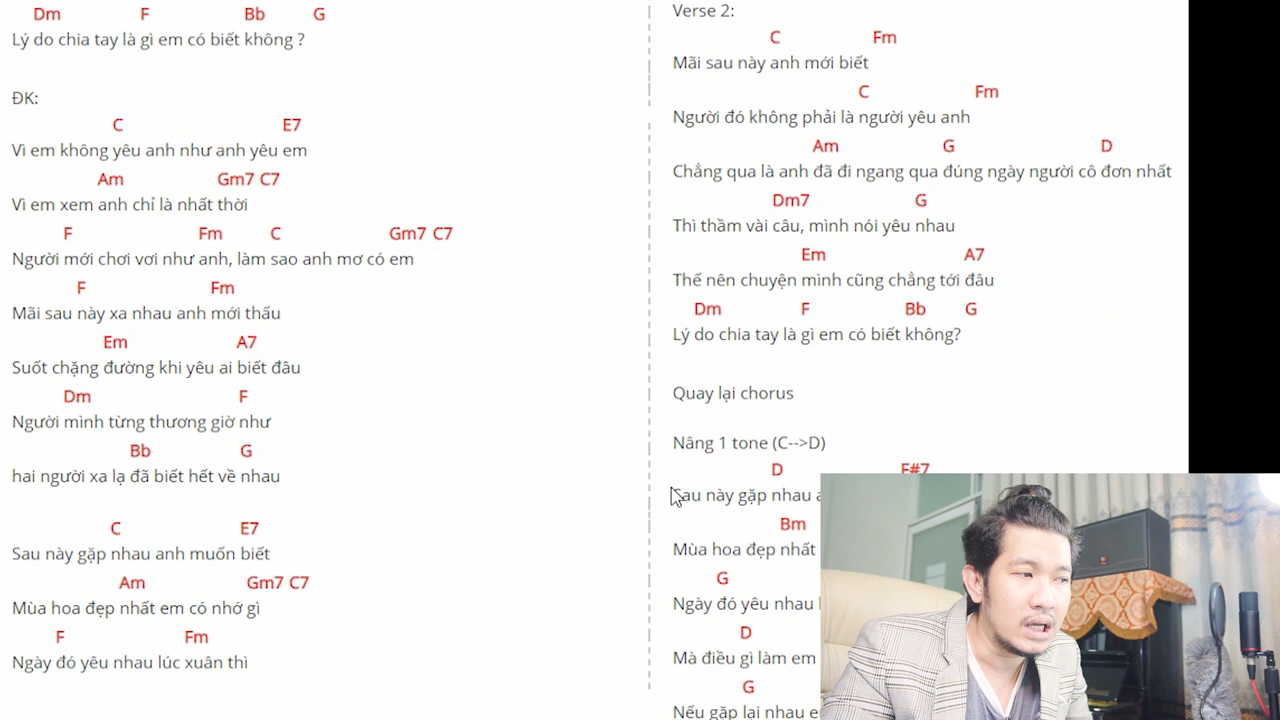 Dm F Bb G
Lý do chia tay là gì em có biết không ?
ĐK:
C E7
Vì em không yêu anh như anh yêu em
Am Gm7 C7
Vì em xem anh chỉ là nhất thời
F Fm C Gm7 C7
Người mới chơi vơi như anh, làm sao anh mơ có em
F Fm
Mãi sau này xa nhau anh mới thấu
Em A7
Suốt chặng đường khi yêu ai biết đâu
Dm F
Người mình từng thương giờ như
Bb G
hai người xa lạ đã biết hết về nhau
C E7
Sau này gặp nhau anh muốn biết
Am Gm7 C7
Mùa hoa đẹp nhất em có nhớ gì
F Fm
Ngày đó yêu nhau lúc xuân thì
Verse 2:
C Fm
Mãi sau này anh mới biết
C Fm
Người đó không phải là người yêu anh
Am G D
Chẳng qua là anh đã đi ngang qua đúng ngày người cô đơn nhất
Dm7 G
Thì thầm vài câu, mình nói yêu nhau
Em A7
Thế nên chuyện mình cũng chẳng tới đâu
Dm F Bb G
Lý do chia tay là gì em có biết không?
Quay lại chorus
Nâng 1 tone (C-->D)
D F#7
Sau này gặp nhau
Bm
Mùa hoa đẹp nhất
G
Ngày đó yêu nhau
D
Mà điều gì làm em
G
Nếu gặp lại nhau